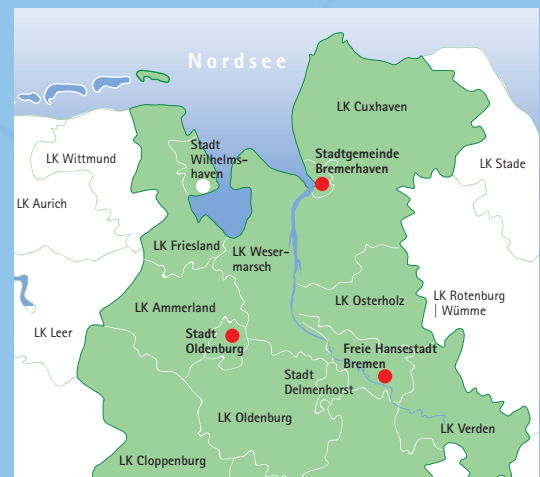 Nordsee
LK Cuxhaven
Stadt
Wilhelms-
haven
Stadtgemeinde
Bremerhaven
LK Wittmund
LK Stade
LK Aurich
LK Friesland
LK Weser-
marsch
LK Ammerland
LK Osterholz
LK Rotenburg
| Wümme
LK Leer
Stadt
Oldenburg
Freie Hansestadt
Bremen
Stadt
Delmenhorst
LK Oldenburg
LK Verden
LK Cloppenburg